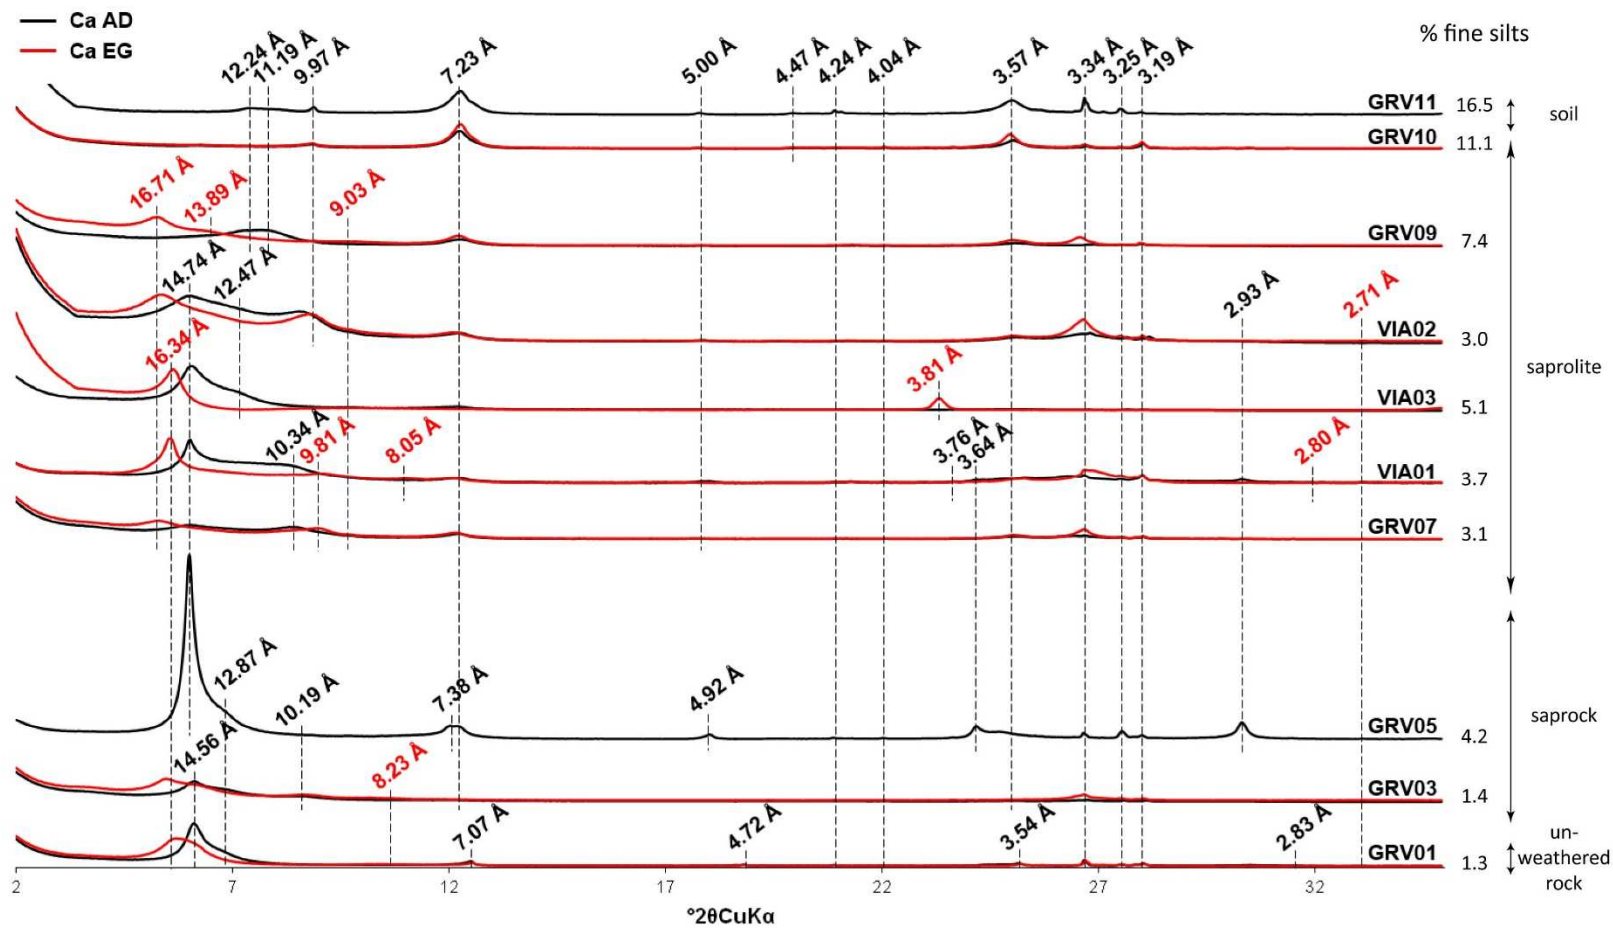 Ca AD
Ca EG
% fine silts
12.24 Å
11.19 Å
9.97 Å
7.23 Å
5.00 Å
4.47 Å
4.24 Å
4.04 Å
3.57 Å
3.34 Å
3.25 Å
3.19 Å
GRV11 16.5
soil
GRV10 11.1
16.71 Å
13.89 Å
9.03 Å
GRV09 7.4
14.74 Å
12.47 Å
2.93 Å
2.71 Å
VIA02 3.0
16.34 Å
3.81 Å
saprolite
VIA03 5.1
10.34 Å
9.81 Å
8.05 Å
3.76 Å
3.64 Å
2.80 Å
VIA01 3.7
GRV07 3.1
12.87 Å
10.19 Å
7.38 Å
4.92 Å
saprock
GRV05 4.2
14.56 Å
8.23 Å
GRV03 1.4
7.07 Å
4.72 Å
3.54 Å
2.83 Å
GRV01 1.3
un-
weathered
rock
2 7 12 17 22 27 32
°2θCuKα